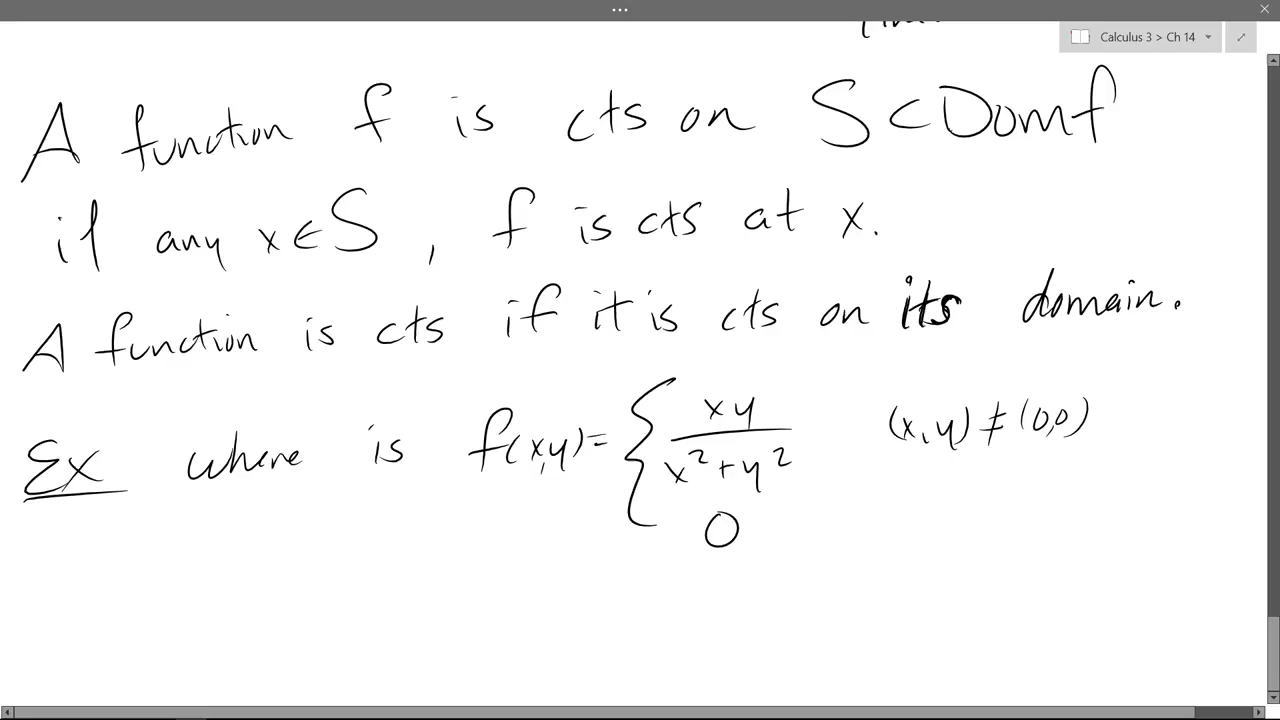 Calculus 3 > Ch 14
A function f is cts on S⊂Domf
if any x∈S, f is cts at x.
A function is cts if it is cts on its domain.
Ex where is f(x,y)= { xy / x²+y² (x,y)≠(0,0)
0